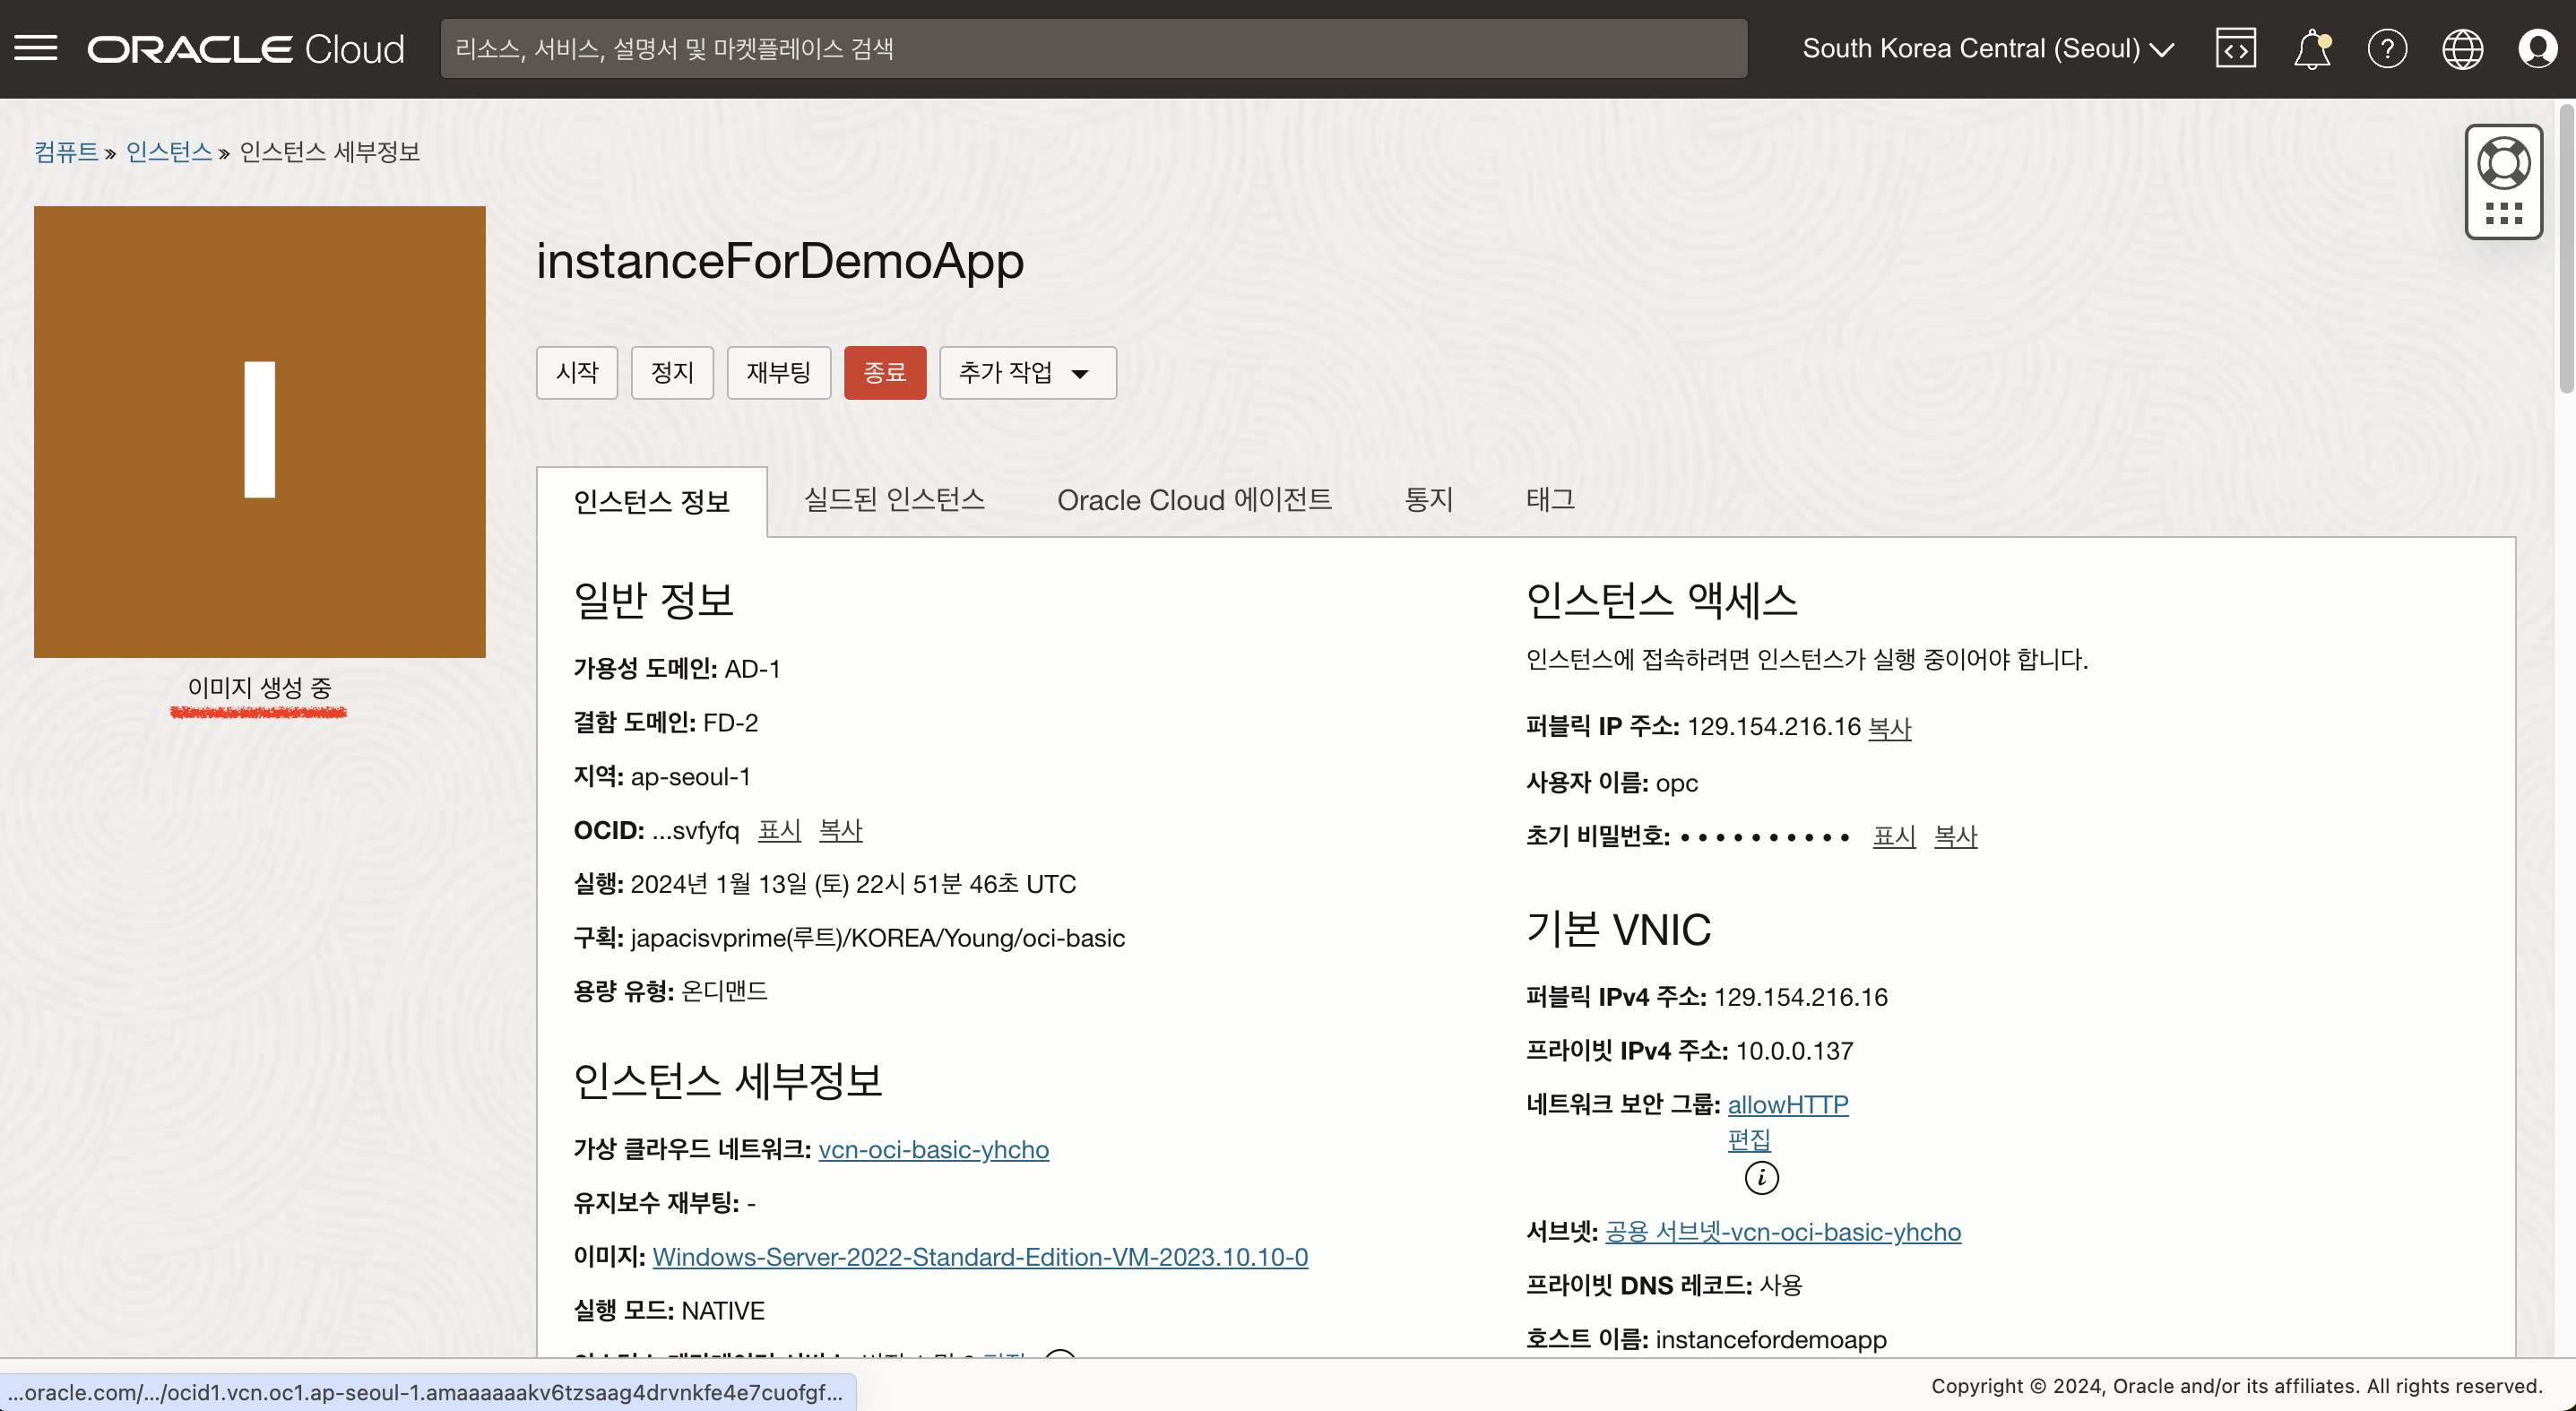 ORACLE Cloud
리소스, 서비스, 설명서 및 마켓플레이스 검색
South Korea Central (Seoul)
컴퓨트 » 인스턴스 » 인스턴스 세부정보
I
이미지 생성 중
instanceForDemoApp
시작 정지 재부팅 종료 추가 작업
인스턴스 정보 실드된 인스턴스 Oracle Cloud 에이전트 통지 태그
일반 정보
가용성 도메인: AD-1
결함 도메인: FD-2
지역: ap-seoul-1
OCID: ...svfyfq 표시 복사
실행: 2024년 1월 13일 (토) 22시 51분 46초 UTC
구획: japacisvprime(루트)/KOREA/Young/oci-basic
용량 유형: 온디맨드
인스턴스 세부정보
가상 클라우드 네트워크: vcn-oci-basic-yhcho
유지보수 재부팅: -
이미지: Windows-Server-2022-Standard-Edition-VM-2023.10.10-0
실행 모드: NATIVE
인스턴스 액세스
인스턴스에 접속하려면 인스턴스가 실행 중이어야 합니다.
퍼블릭 IP 주소: 129.154.216.16 복사
사용자 이름: opc
초기 비밀번호: •••••••••• 표시 복사
기본 VNIC
퍼블릭 IPv4 주소: 129.154.216.16
프라이빗 IPv4 주소: 10.0.0.137
네트워크 보안 그룹: allowHTTP
편집
i
서브넷: 공용 서브넷-vcn-oci-basic-yhcho
프라이빗 DNS 레코드: 사용
호스트 이름: instancefordemoapp
...oracle.com/.../ocid1.vcn.oc1.ap-seoul-1.amaaaaaakv6tzsaag4drvnkfe4e7cuofgf...
Copyright © 2024, Oracle and/or its affiliates. All rights reserved.